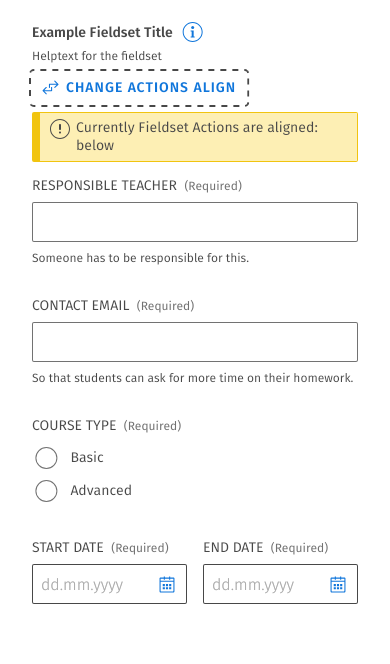 Example Fieldset Title
Helptext for the fieldset
CHANGE ACTIONS ALIGN
Currently Fieldset Actions are aligned:
below
RESPONSIBLE TEACHER (Required)
Someone has to be responsible for this.
CONTACT EMAIL (Required)
So that students can ask for more time on their homework.
COURSE TYPE (Required)
Basic
Advanced
START DATE (Required) END DATE (Required)
dd.mm.yyyy dd.mm.yyyy